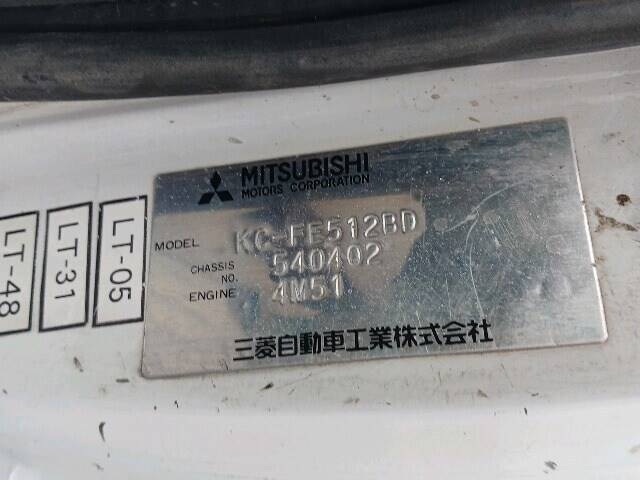 MITSUBISHI
MOTORS CORPORATION
MODEL KC-FE512BD
CHASSIS NO. 540402
ENGINE 4M51
三菱自動車工業株式会社
LT-48
LT-31
LT-05